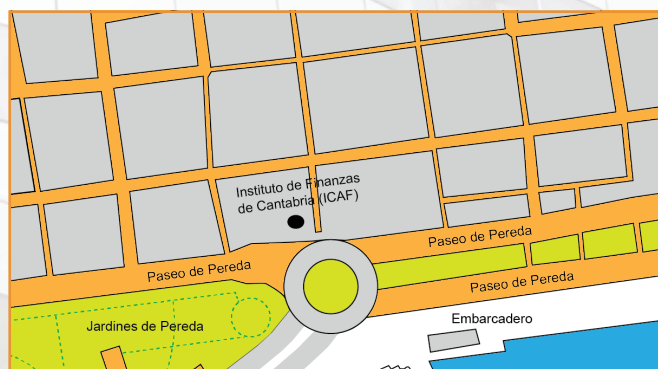 Instituto de Finanzas
de Cantabria (ICAF)
Paseo de Pereda
Paseo de Pereda
Paseo de Pereda
Embarcadero
Jardines de Pereda